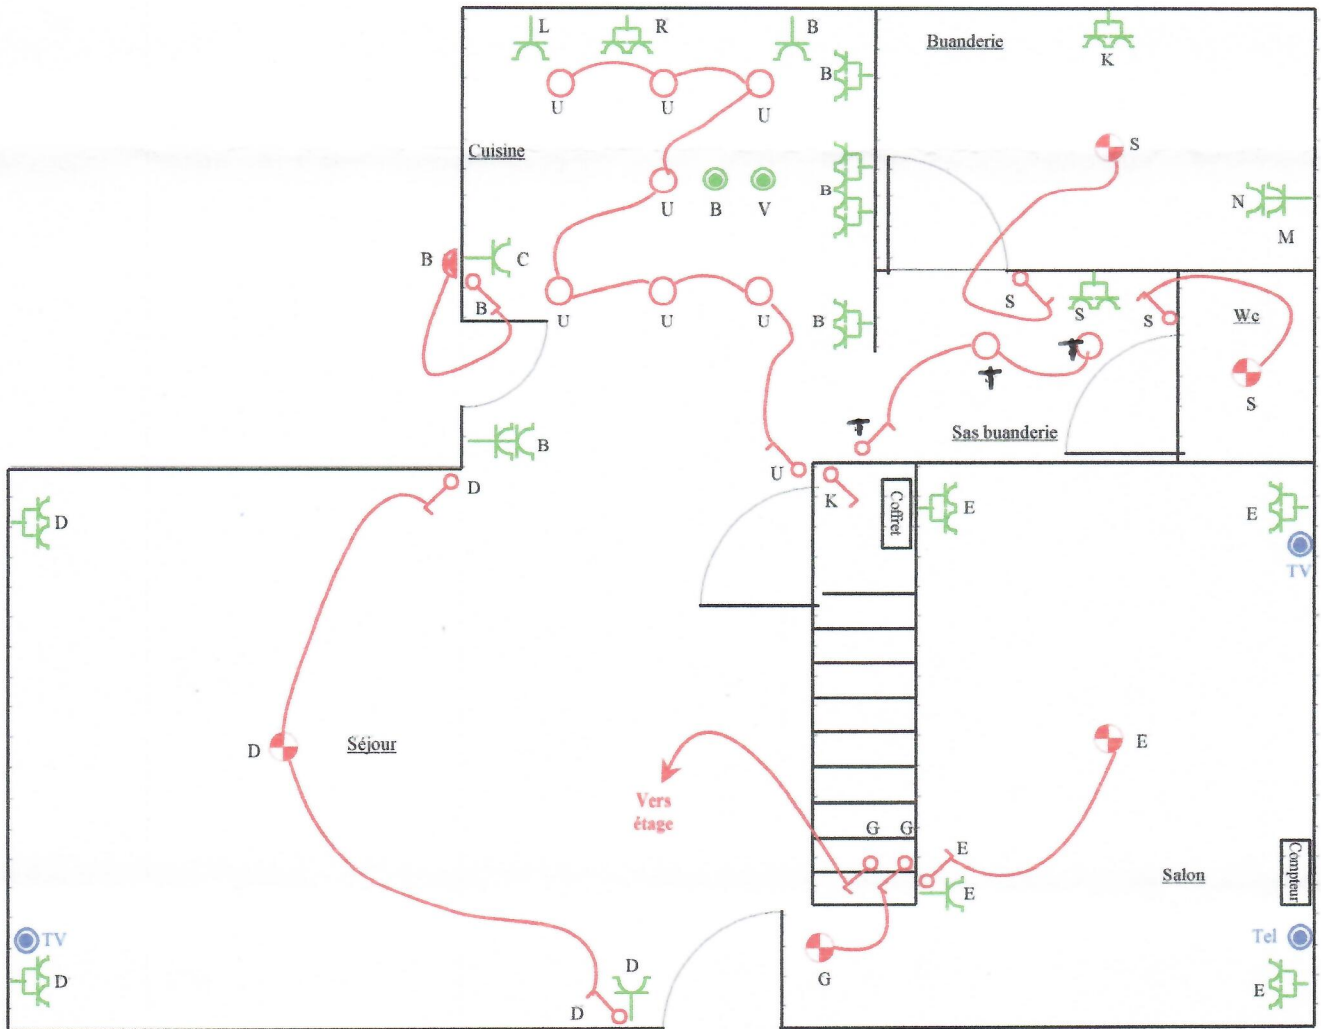 L R B
Buanderie
K
B
U U U
Cuisine
S
B
U B V
N
M
B C
B
U U U
B
S S S
Wc
T
T
S
T
Sas buanderie
B
U K
Coffret
D
D
E E
TV
D Séjour
E
Vers
étage
G G
E
Compteur
Salon
E
TV
Tel
D
D
D
G
E